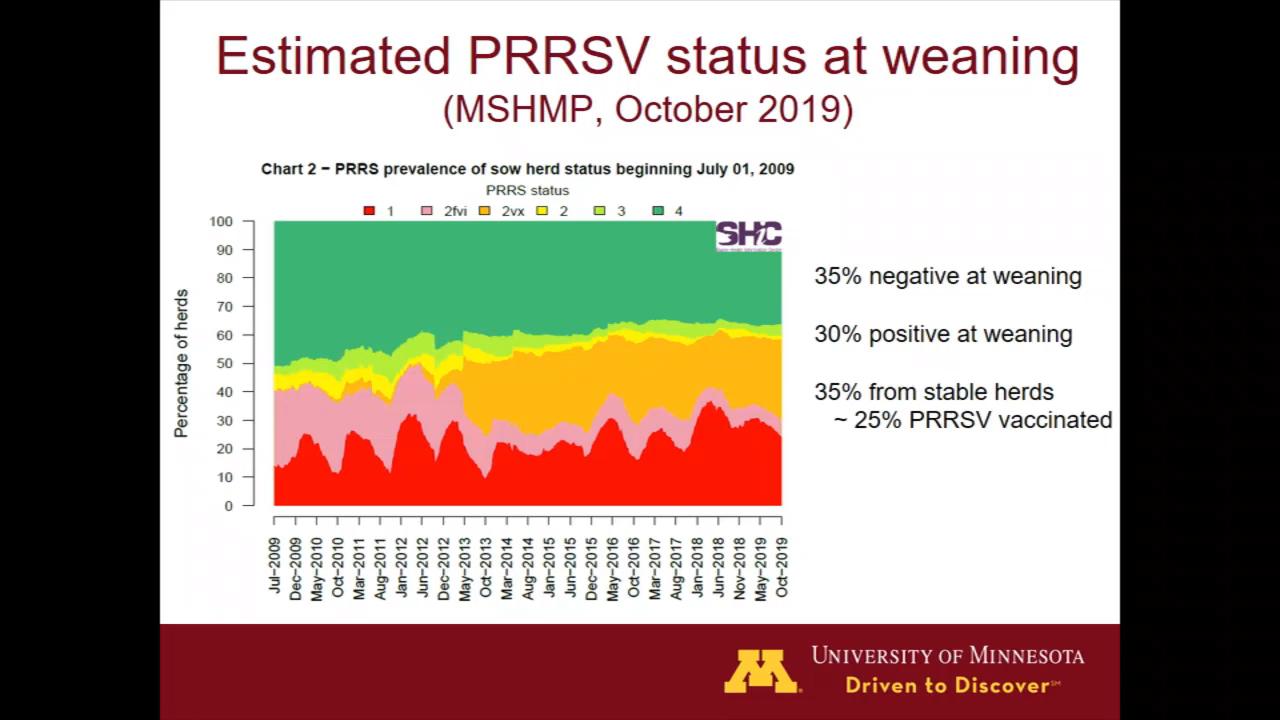 Estimated PRRSV status at weaning
(MSHMP, October 2019)
Chart 2 − PRRS prevalence of sow herd status beginning July 01, 2009
PRRS status
1 2fvi 2vx 2 3 4
Percentage of herds
100
90
80
70
60
50
40
30
20
10
0
SHIC
Jul−2009
Dec−2009
May−2010
Oct−2010
Mar−2011
Aug−2011
Jan−2012
Jun−2012
Dec−2012
May−2013
Oct−2013
Mar−2014
Aug−2014
Jan−2015
Jun−2015
Dec−2015
May−2016
Oct−2016
Mar−2017
Aug−2017
Jan−2018
Jun−2018
Nov−2018
May−2019
Oct−2019
35% negative at weaning
30% positive at weaning
35% from stable herds
~ 25% PRRSV vaccinated
M
UNIVERSITY OF MINNESOTA
Driven to Discover℠